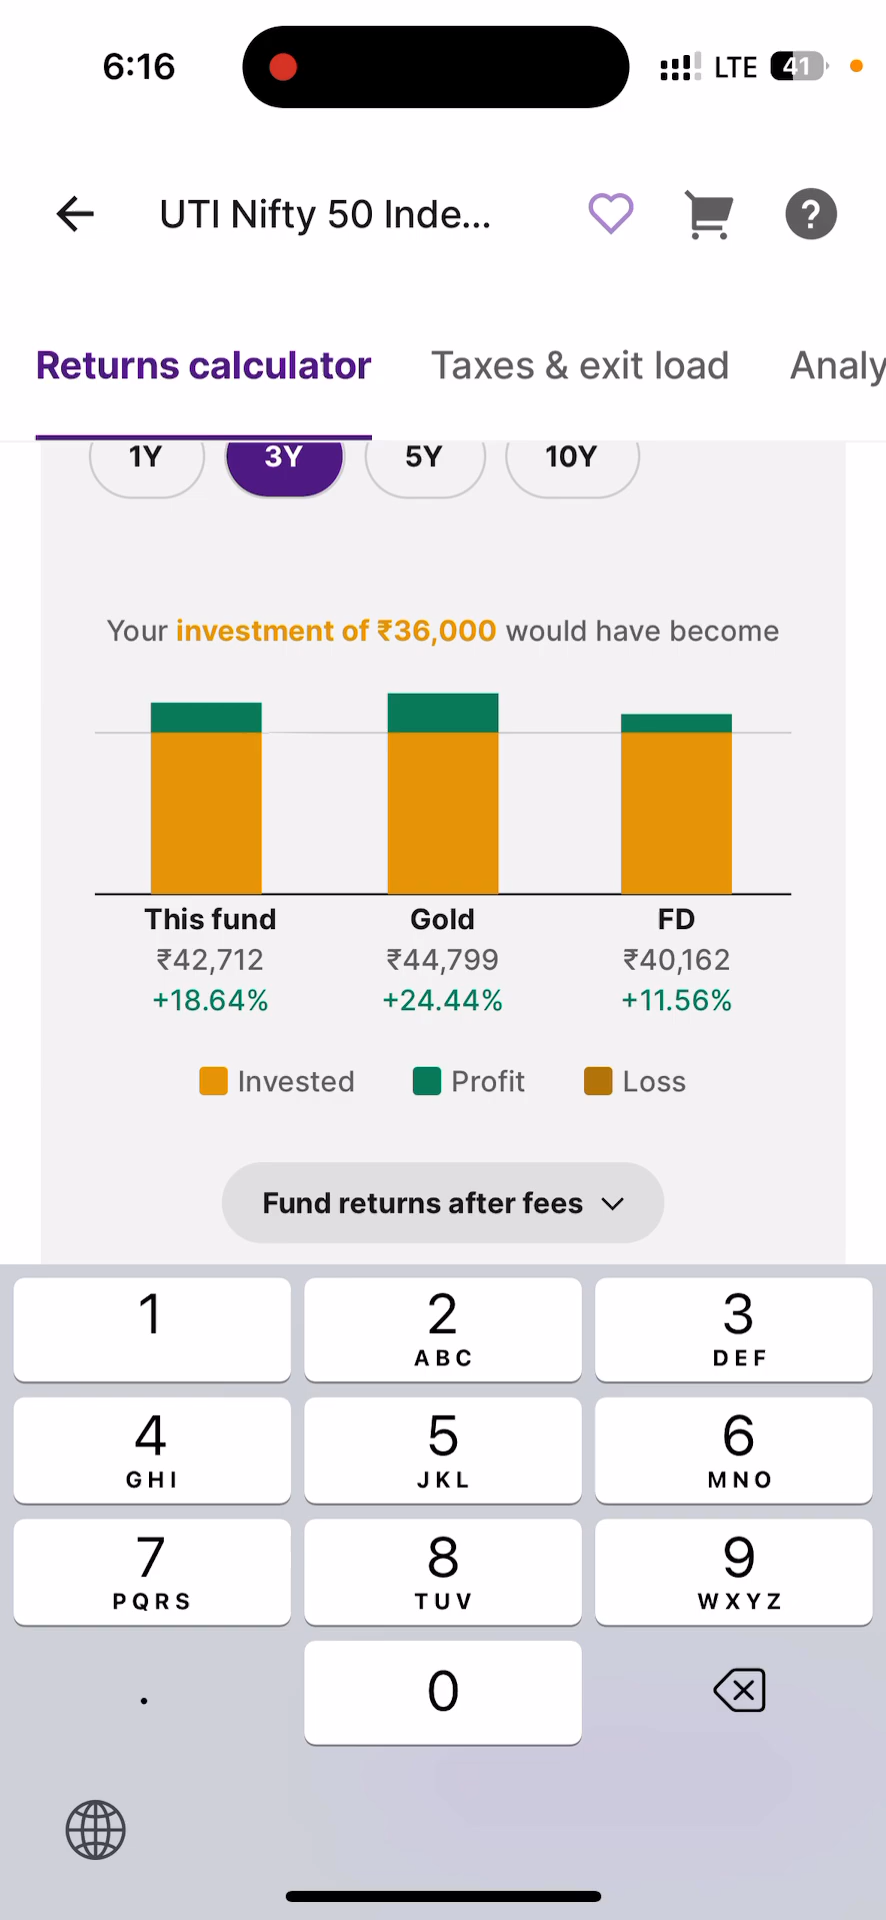 6:16
LTE 41
UTI Nifty 50 Inde...
?
Returns calculator Taxes & exit load Analy
1Y 3Y 5Y 10Y
Your investment of ₹36,000 would have become
This fund Gold FD
₹42,712 ₹44,799 ₹40,162
+18.64% +24.44% +11.56%
Invested Profit Loss
Fund returns after fees
1 2 3
ABC DEF
4 5 6
GHI JKL MNO
7 8 9
PQRS TUV WXYZ
. 0